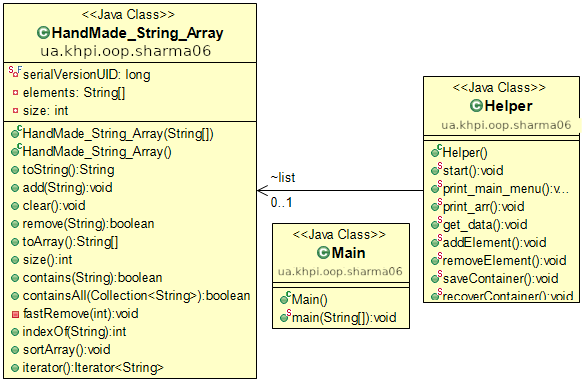 <<Java Class>>
HandMade_String_Array
ua.khpi.oop.sharma06
serialVersionUID: long
elements: String[]
size: int
HandMade_String_Array(String[])
HandMade_String_Array()
toString():String
add(String):void
clear():void
remove(String):boolean
toArray():String[]
size():int
contains(String):boolean
containsAll(Collection<String>):boolean
fastRemove(int):void
indexOf(String):int
sortArray():void
iterator():Iterator<String>
~list
0..1
<<Java Class>>
Main
ua.khpi.oop.sharma06
Main()
main(String[]):void
<<Java Class>>
Helper
ua.khpi.oop.sharma06
Helper()
start():void
print_main_menu():v...
print_arr():void
get_data():void
addElement():void
removeElement():void
saveContainer():void
recoverContainer():void